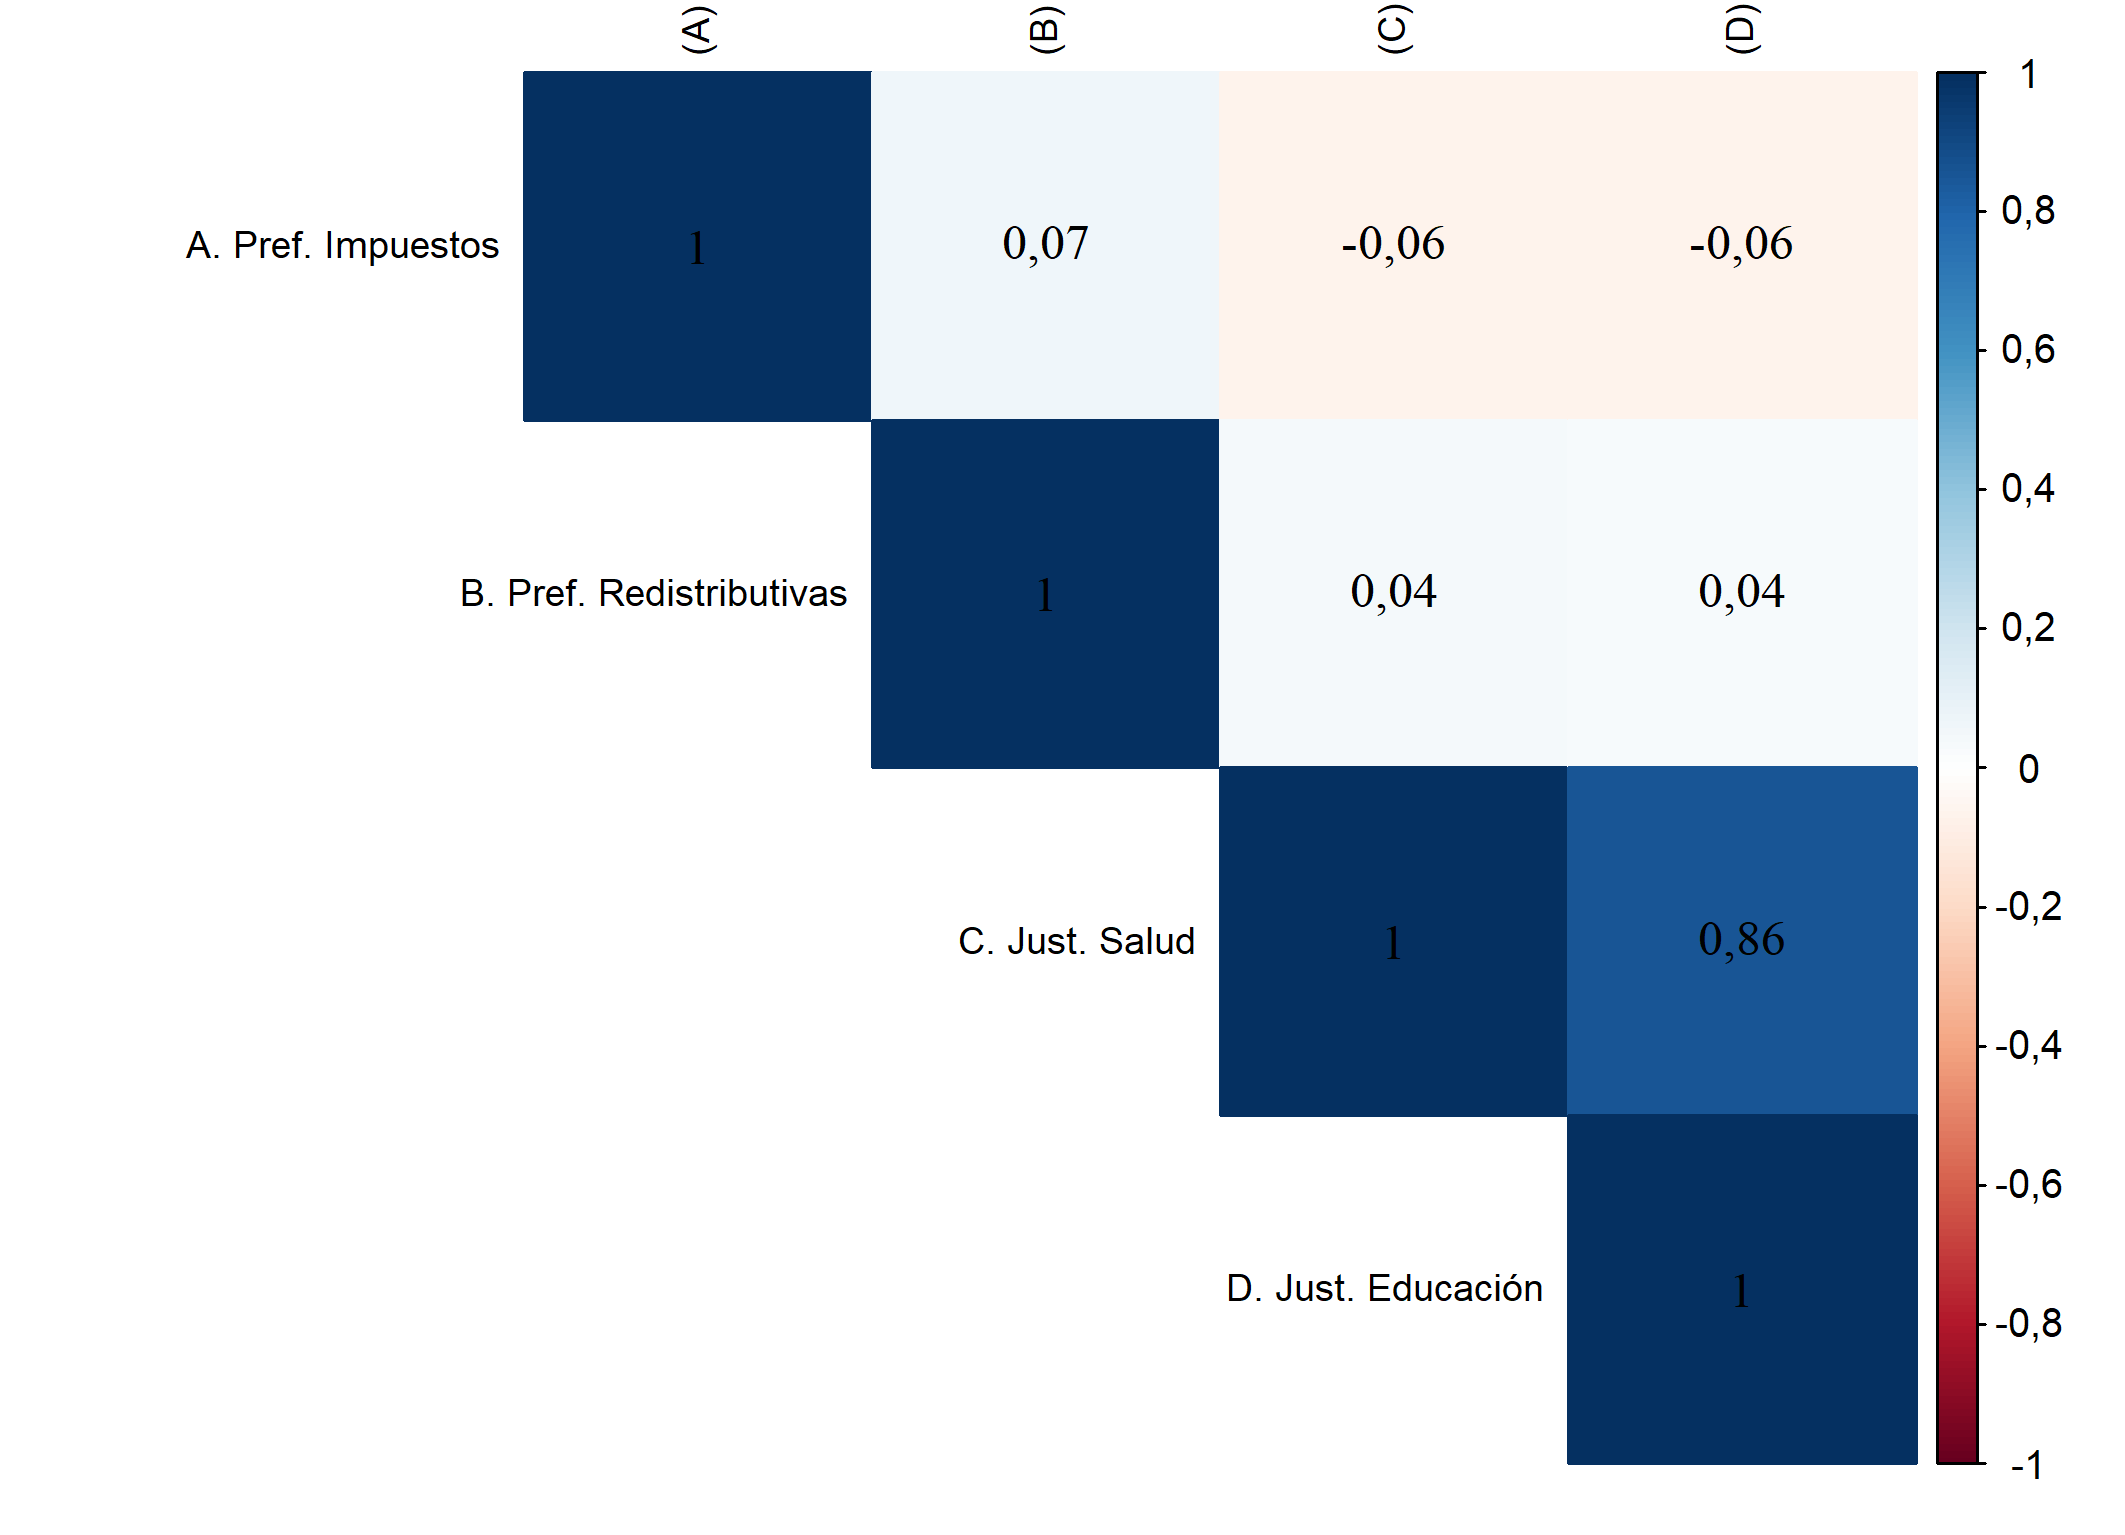 (A) (B) (C) (D)
A. Pref. Impuestos 1 0,07 -0,06 -0,06
B. Pref. Redistributivas 1 0,04 0,04
C. Just. Salud 1 0,86
D. Just. Educación 1
1
0,8
0,6
0,4
0,2
0
-0,2
-0,4
-0,6
-0,8
-1